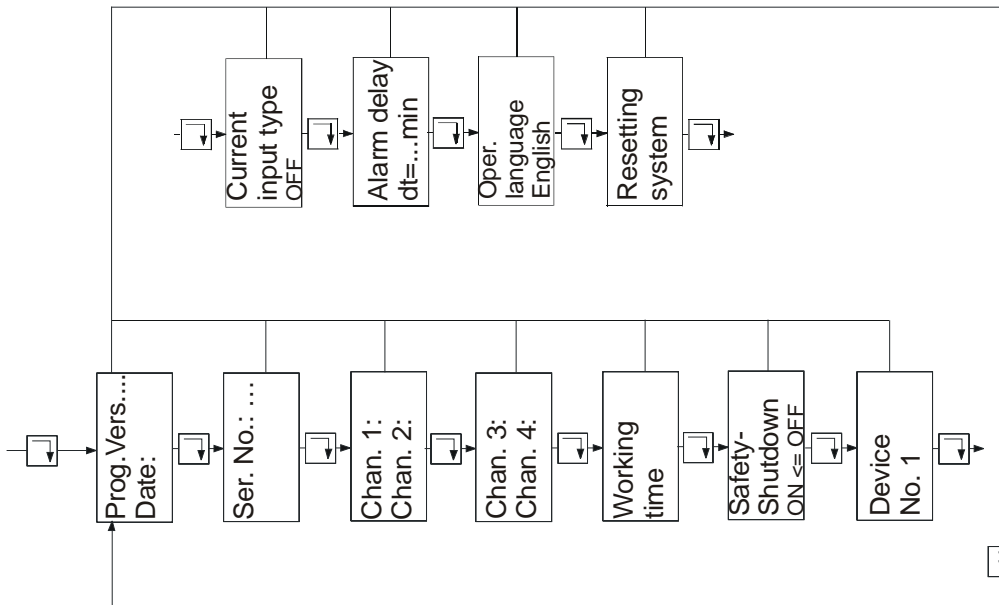 Prog.Vers....
Date:
Ser. No.: ...
Chan. 1:
Chan. 2:
Chan. 3:
Chan. 4:
Working
time
Safety-
Shutdown
ON <= OFF
Device
No. 1
Current
input type
OFF
Alarm delay
dt=...min
Oper.
language
English
Resetting
system